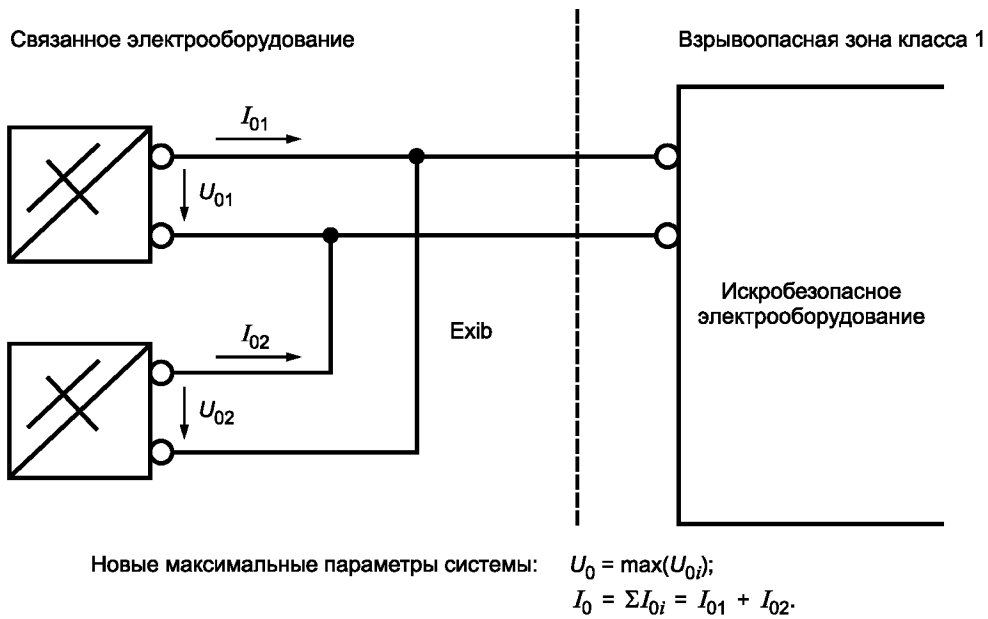 Связанное электрооборудование
Взрывоопасная зона класса 1
I01
U01
Искробезопасное
электрооборудование
Exib
I02
U02
Новые максимальные параметры системы: U0 = max(U0i);
I0 = ΣI0i = I01 + I02.